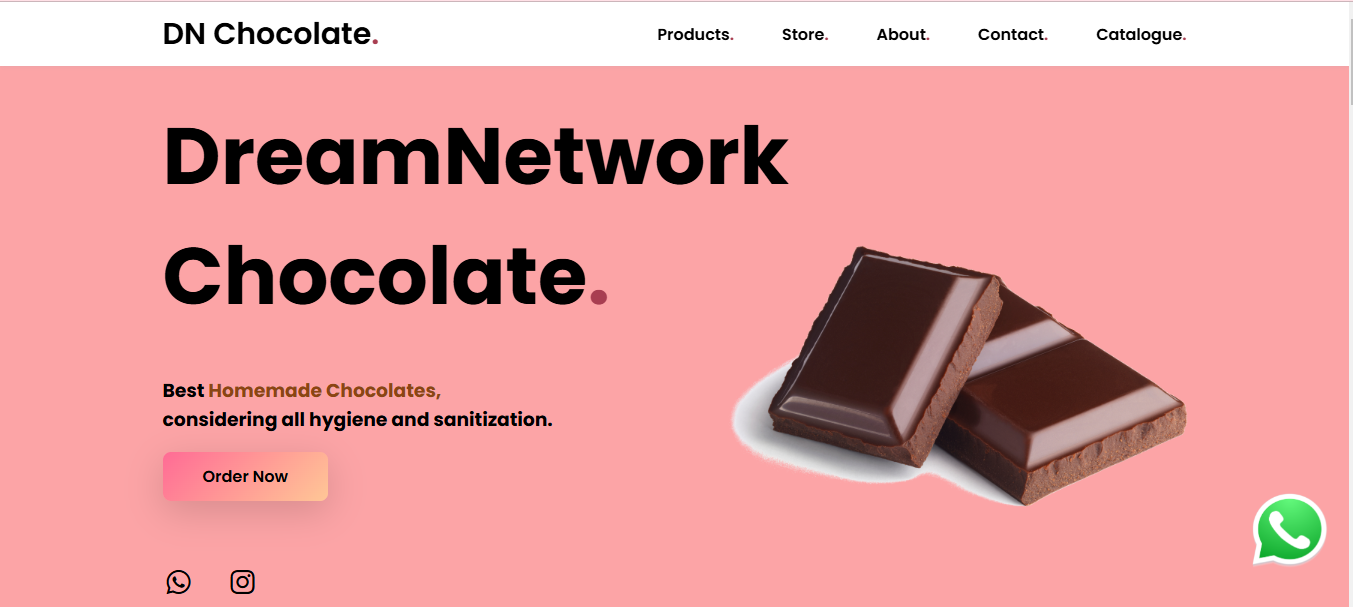 DN Chocolate.
Products. Store. About. Contact. Catalogue.
DreamNetwork
Chocolate.
Best Homemade Chocolates,
considering all hygiene and sanitization.
Order Now